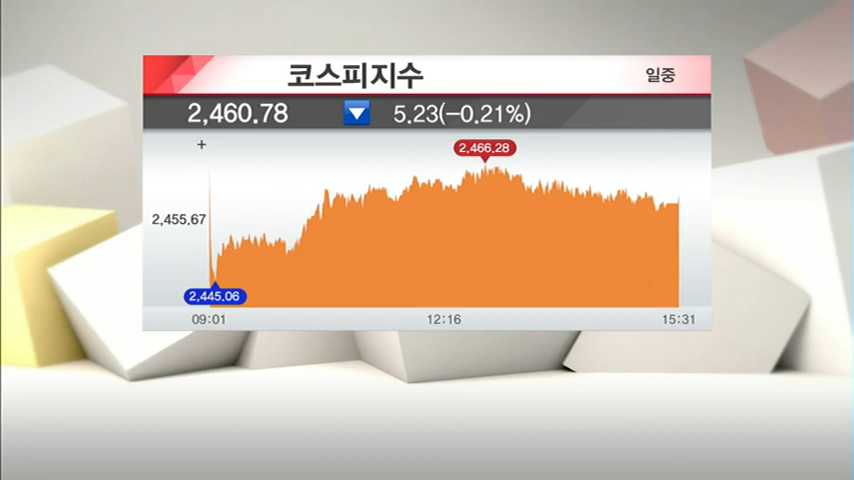 코스피지수
일중
2,460.78 ▼ 5.23(-0.21%)
+
2,466.28
2,455.67
2,445.06
09:01 12:16 15:31